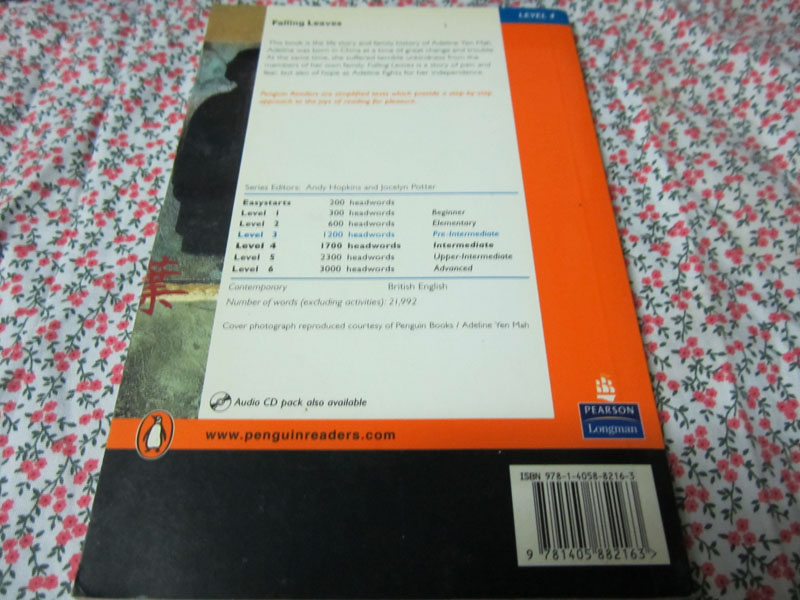 Falling Leaves
LEVEL 4
This book is the life story and family history of Adeline Yen Mah.
Adeline was born in China at a time of great change and trouble.
At the same time, she suffered terrible unkindness from the
members of her own family. Falling Leaves is a story of pain and
fear, but also of hope as Adeline fights for her independence.
Penguin Readers are simplified texts which provide a step-by-step
approach to the joys of reading for pleasure.
Series Editors: Andy Hopkins and Jocelyn Potter
Easystarts 200 headwords
Level 1 300 headwords Beginner
Level 2 600 headwords Elementary
Level 3 1200 headwords Pre-Intermediate
Level 4 1700 headwords Intermediate
Level 5 2300 headwords Upper-Intermediate
Level 6 3000 headwords Advanced
Contemporary British English
Number of words (excluding activities): 21,992
Cover photograph reproduced courtesy of Penguin Books / Adeline Yen Mah
葉
Audio CD pack also available
www.penguinreaders.com
PEARSON
Longman
ISBN 978-1-4058-8216-3
9 781405 882163 >